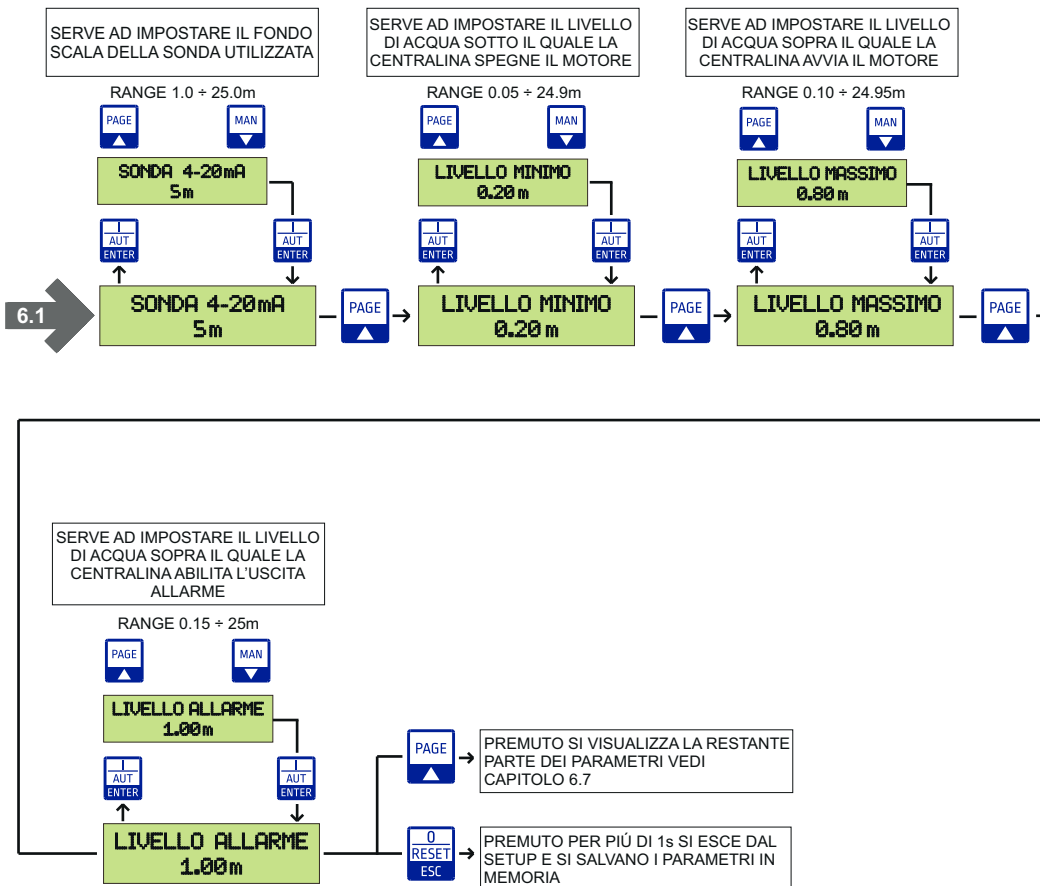 SERVE AD IMPOSTARE IL FONDO
SCALA DELLA SONDA UTILIZZATA
RANGE 1.0 ÷ 25.0m
PAGE
MAN
SONDA 4-20mA
5m
I
AUT
ENTER
I
AUT
ENTER
6.1
SONDA 4-20mA
5m
PAGE
SERVE AD IMPOSTARE IL LIVELLO
DI ACQUA SOTTO IL QUALE LA
CENTRALINA SPEGNE IL MOTORE
RANGE 0.05 ÷ 24.9m
PAGE
MAN
LIVELLO MINIMO
0.20 m
I
AUT
ENTER
I
AUT
ENTER
LIVELLO MINIMO
0.20 m
PAGE
SERVE AD IMPOSTARE IL LIVELLO
DI ACQUA SOPRA IL QUALE LA
CENTRALINA AVVIA IL MOTORE
RANGE 0.10 ÷ 24.95m
PAGE
MAN
LIVELLO MASSIMO
0.80 m
I
AUT
ENTER
I
AUT
ENTER
LIVELLO MASSIMO
0.80 m
PAGE
SERVE AD IMPOSTARE IL LIVELLO
DI ACQUA SOPRA IL QUALE LA
CENTRALINA ABILITA L'USCITA
ALLARME
RANGE 0.15 ÷ 25m
PAGE
MAN
LIVELLO ALLARME
1.00m
I
AUT
ENTER
I
AUT
ENTER
LIVELLO ALLARME
1.00m
PAGE
PREMUTO SI VISUALIZZA LA RESTANTE
PARTE DEI PARAMETRI VEDI
CAPITOLO 6.7
0
RESET
ESC
PREMUTO PER PIÚ DI 1s SI ESCE DAL
SETUP E SI SALVANO I PARAMETRI IN
MEMORIA